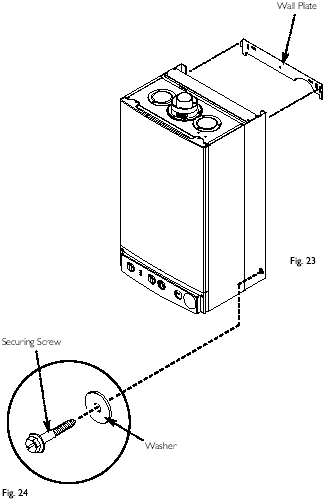 Wall Plate
Fig. 23
Securing Screw
Washer
Fig. 24